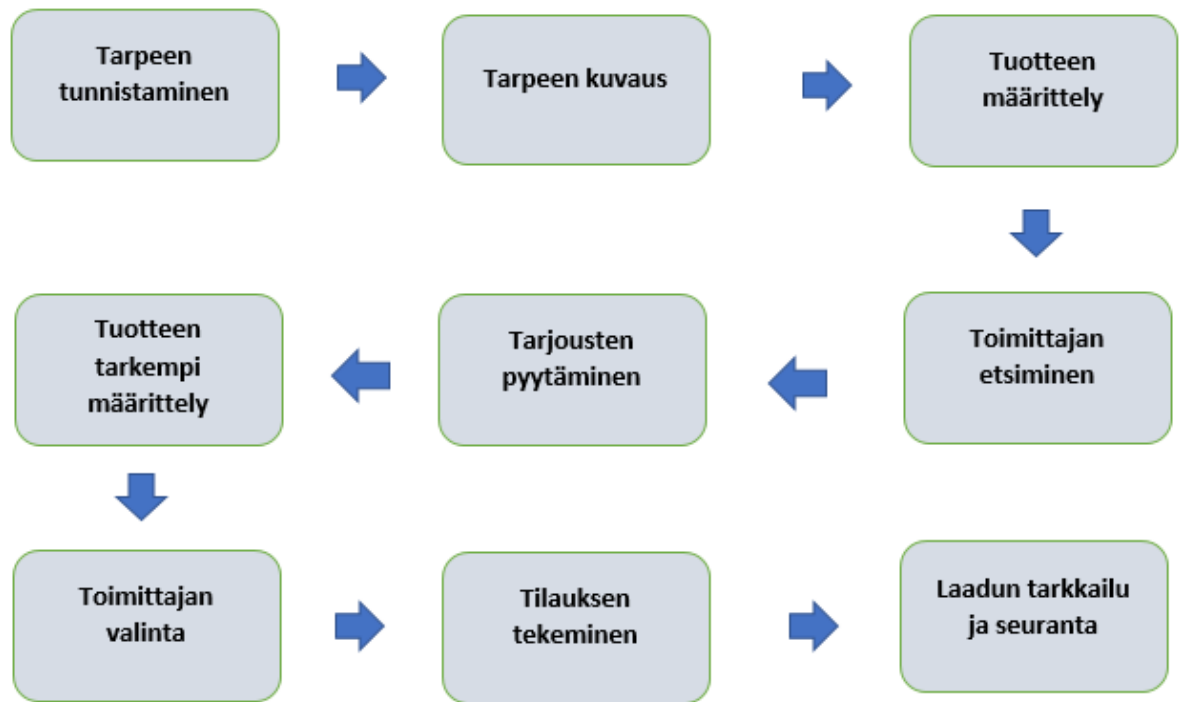 Tarpeen
tunnistaminen
Tarpeen kuvaus
Tuotteen
määrittely
Toimittajan
etsiminen
Tarjousten
pyytäminen
Tuotteen
tarkempi
määrittely
Toimittajan
valinta
Tilauksen
tekeminen
Laadun tarkkailu
ja seuranta